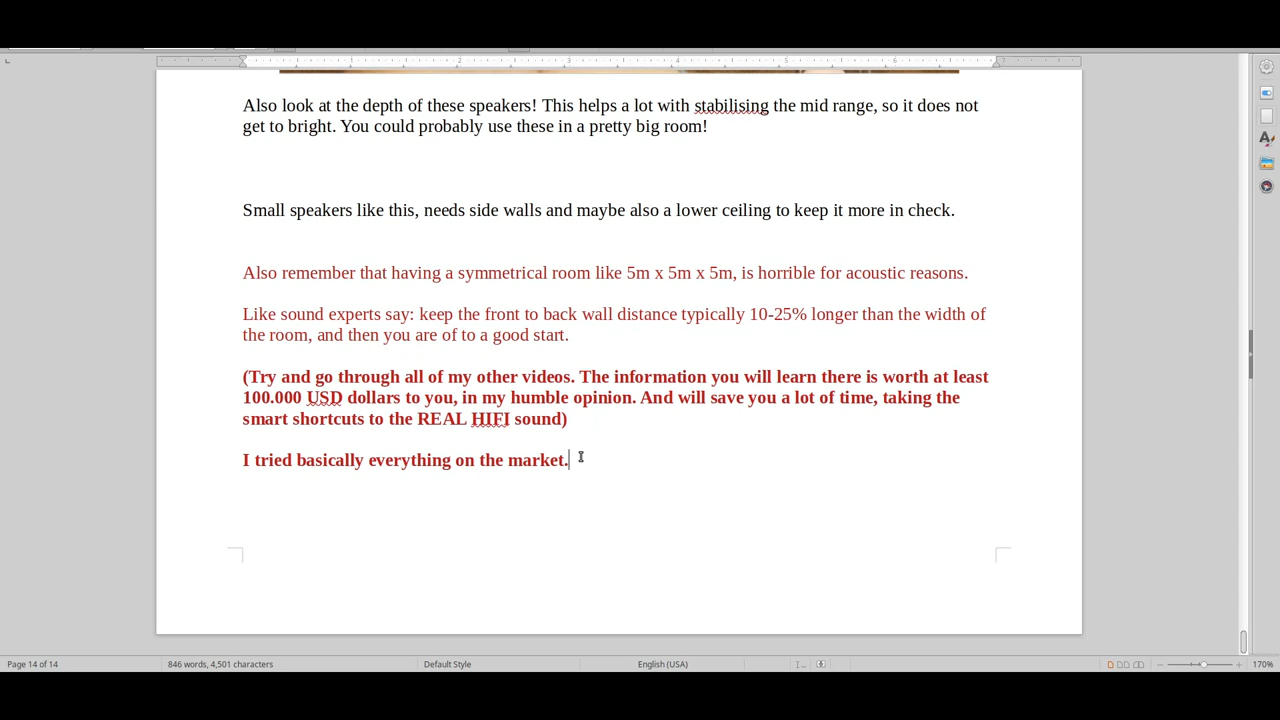 Also look at the depth of these speakers! This helps a lot with stabilising the mid range, so it does not
get to bright. You could probably use these in a pretty big room!
Small speakers like this, needs side walls and maybe also a lower ceiling to keep it more in check.
Also remember that having a symmetrical room like 5m x 5m x 5m, is horrible for acoustic reasons.
Like sound experts say: keep the front to back wall distance typically 10-25% longer than the width of
the room, and then you are of to a good start.
(Try and go through all of my other videos. The information you will learn there is worth at least
100.000 USD dollars to you, in my humble opinion. And will save you a lot of time, taking the
smart shortcuts to the REAL HIFI sound)
I tried basically everything on the market.
Page 14 of 14 846 words, 4,501 characters Default Style English (USA) 170%